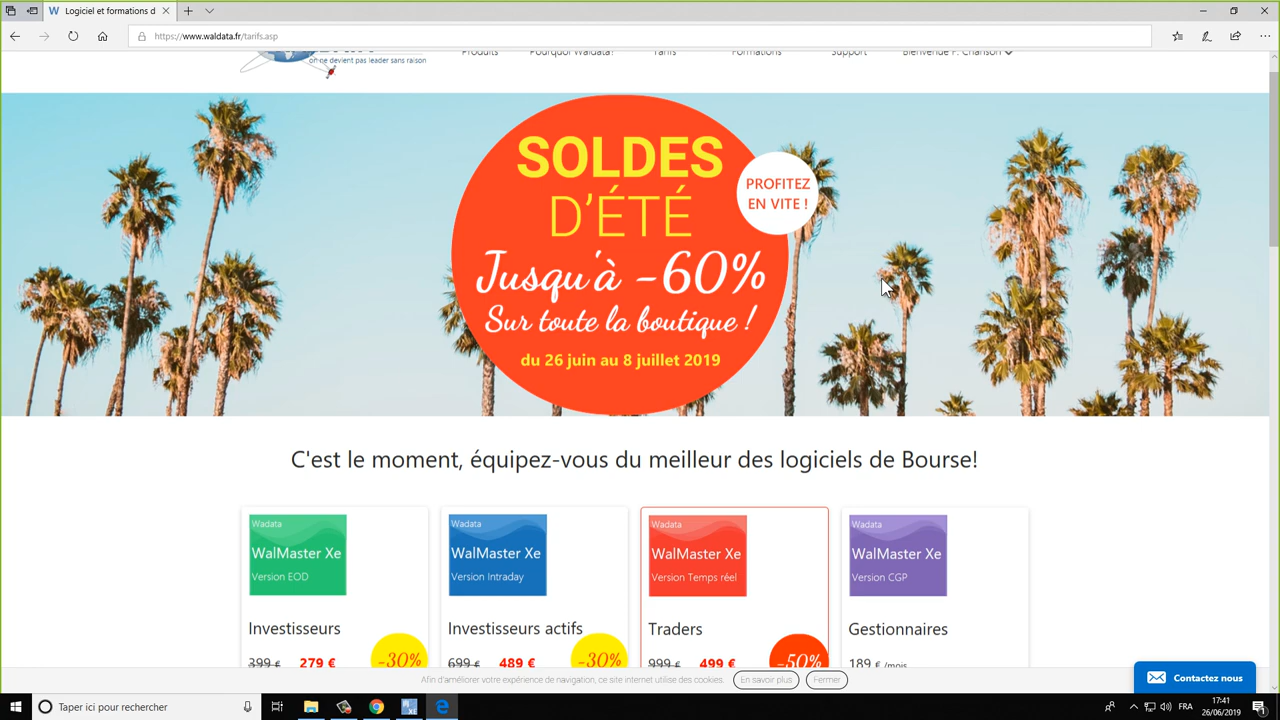 Logiciel et formations d
https://www.waldata.fr/tarifs.asp
on ne devient pas leader sans raison
Produits
Pourquoi Waldata?
Tarifs
Formations
Support
Bienvenue F. Chanson
SOLDES
D'ÉTÉ
Jusqu'à -60%
Sur toute la boutique !
du 26 juin au 8 juillet 2019
PROFITEZ
EN VITE !
C'est le moment, équipez-vous du meilleur des logiciels de Bourse!
Wadata
WalMaster Xe
Version EOD
Investisseurs
399 € 279 €
-30%
Wadata
WalMaster Xe
Version Intraday
Investisseurs actifs
699 € 489 €
-30%
Wadata
WalMaster Xe
Version Temps réel
Traders
999 € 499 €
-50%
Wadata
WalMaster Xe
Version CGP
Gestionnaires
189 € /mois
Afin d'améliorer votre expérience de navigation, ce site internet utilise des cookies.
En savoir plus
Fermer
Contactez nous
Taper ici pour rechercher
FRA
17:41
26/06/2019